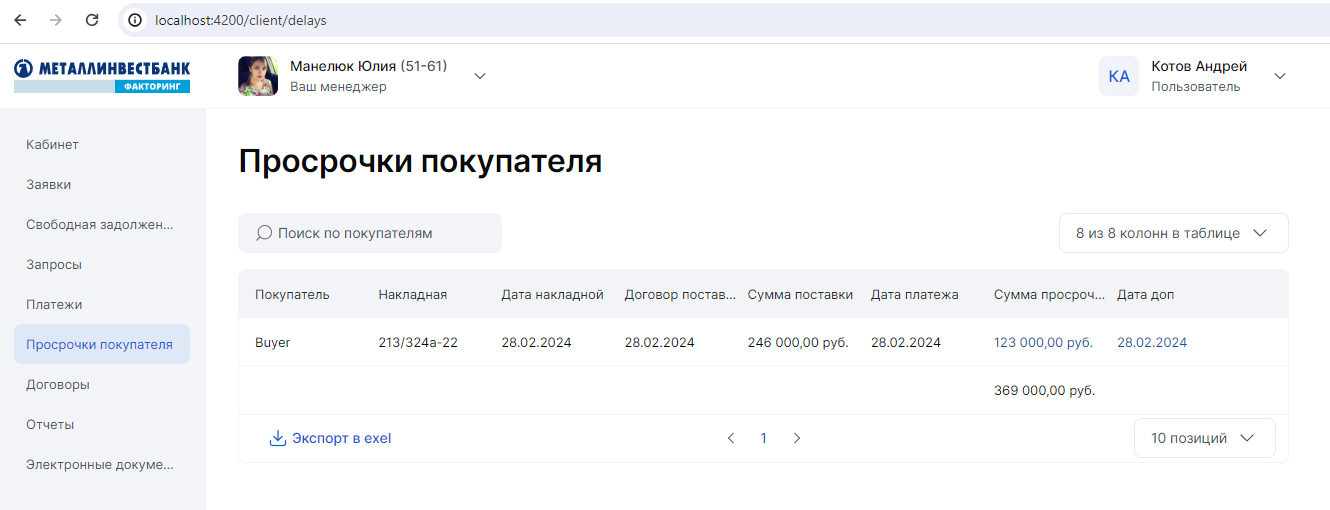 localhost:4200/client/delays
МЕТАЛЛИНВЕСТБАНК
ФАКТОРИНГ
Манелюк Юлия (51-61)
Ваш менеджер
КА
Котов Андрей
Пользователь
Кабинет
Заявки
Свободная задолжен...
Запросы
Платежи
Просрочки покупателя
Договоры
Отчеты
Электронные докуме...
Просрочки покупателя
Поиск по покупателям
8 из 8 колонн в таблице
Покупатель Накладная Дата накладной Договор постав... Сумма поставки Дата платежа Сумма просроч... Дата доп
Buyer 213/324а-22 28.02.2024 28.02.2024 246 000,00 руб. 28.02.2024 123 000,00 руб. 28.02.2024
369 000,00 руб.
Экспорт в exel
1
10 позиций